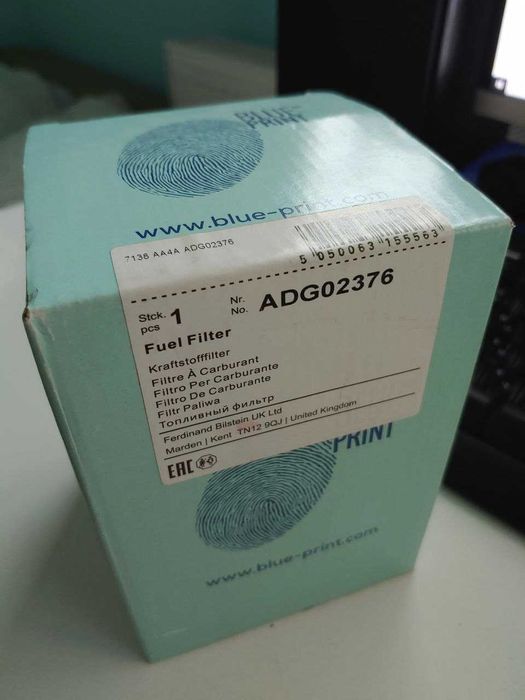 BLUE
PRINT
www.blue-print.com
7138 AA4A ADG02376
5 050063 155563
Stck. 1 Nr. ADG02376
pcs No.
Fuel Filter
Kraftstofffilter
Filtre À Carburant
Filtro Per Carburante
Filtro De Carburante
Filtr Paliwa
Топливный фильтр
Ferdinand Bilstein UK Ltd
Marden | Kent TN12 9QJ | United Kingdom
EAC
PRINT
www.blue-print.com